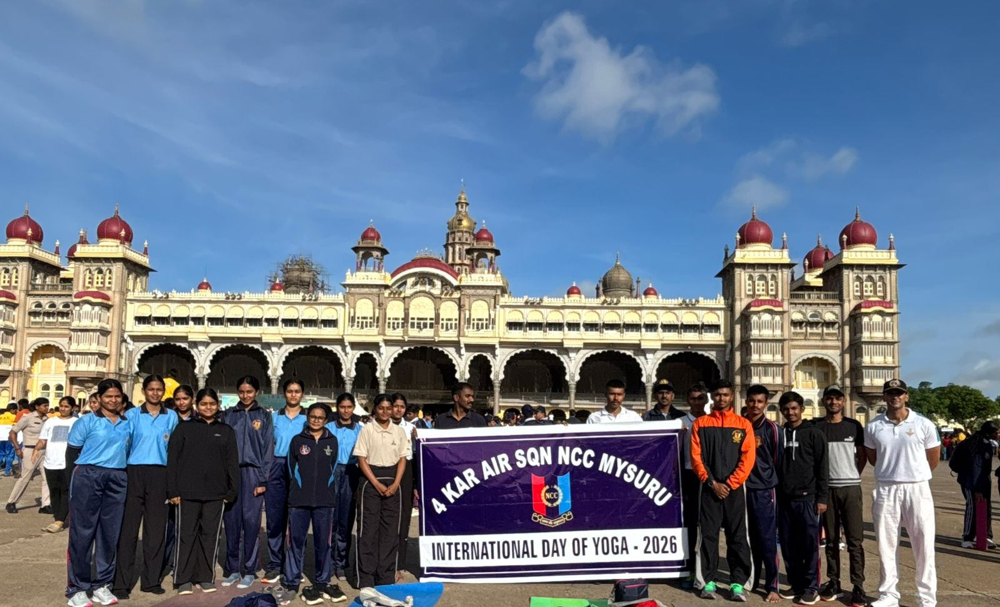 4 KAR AIR SQN NCC MYSURU
NCC
INTERNATIONAL DAY OF YOGA - 2026